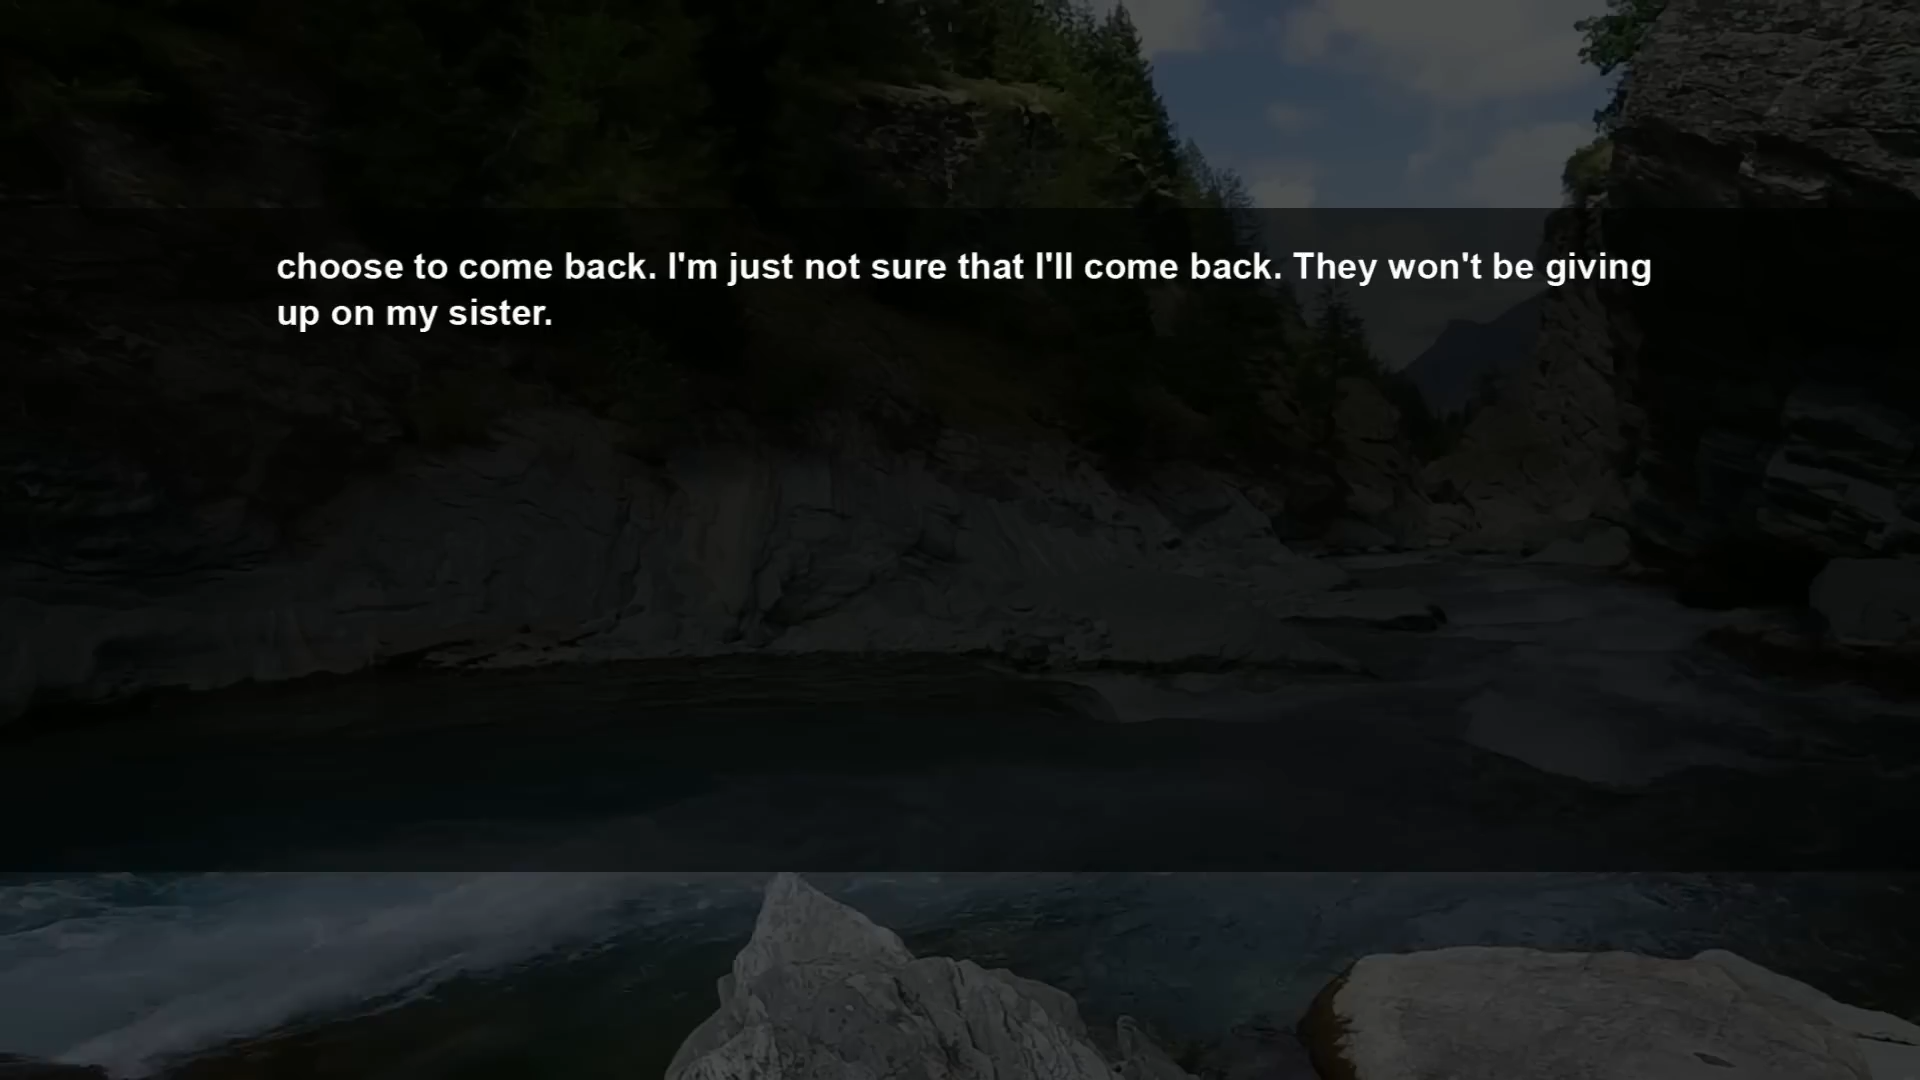 choose to come back. I'm just not sure that I'll come back. They won't be giving
up on my sister.